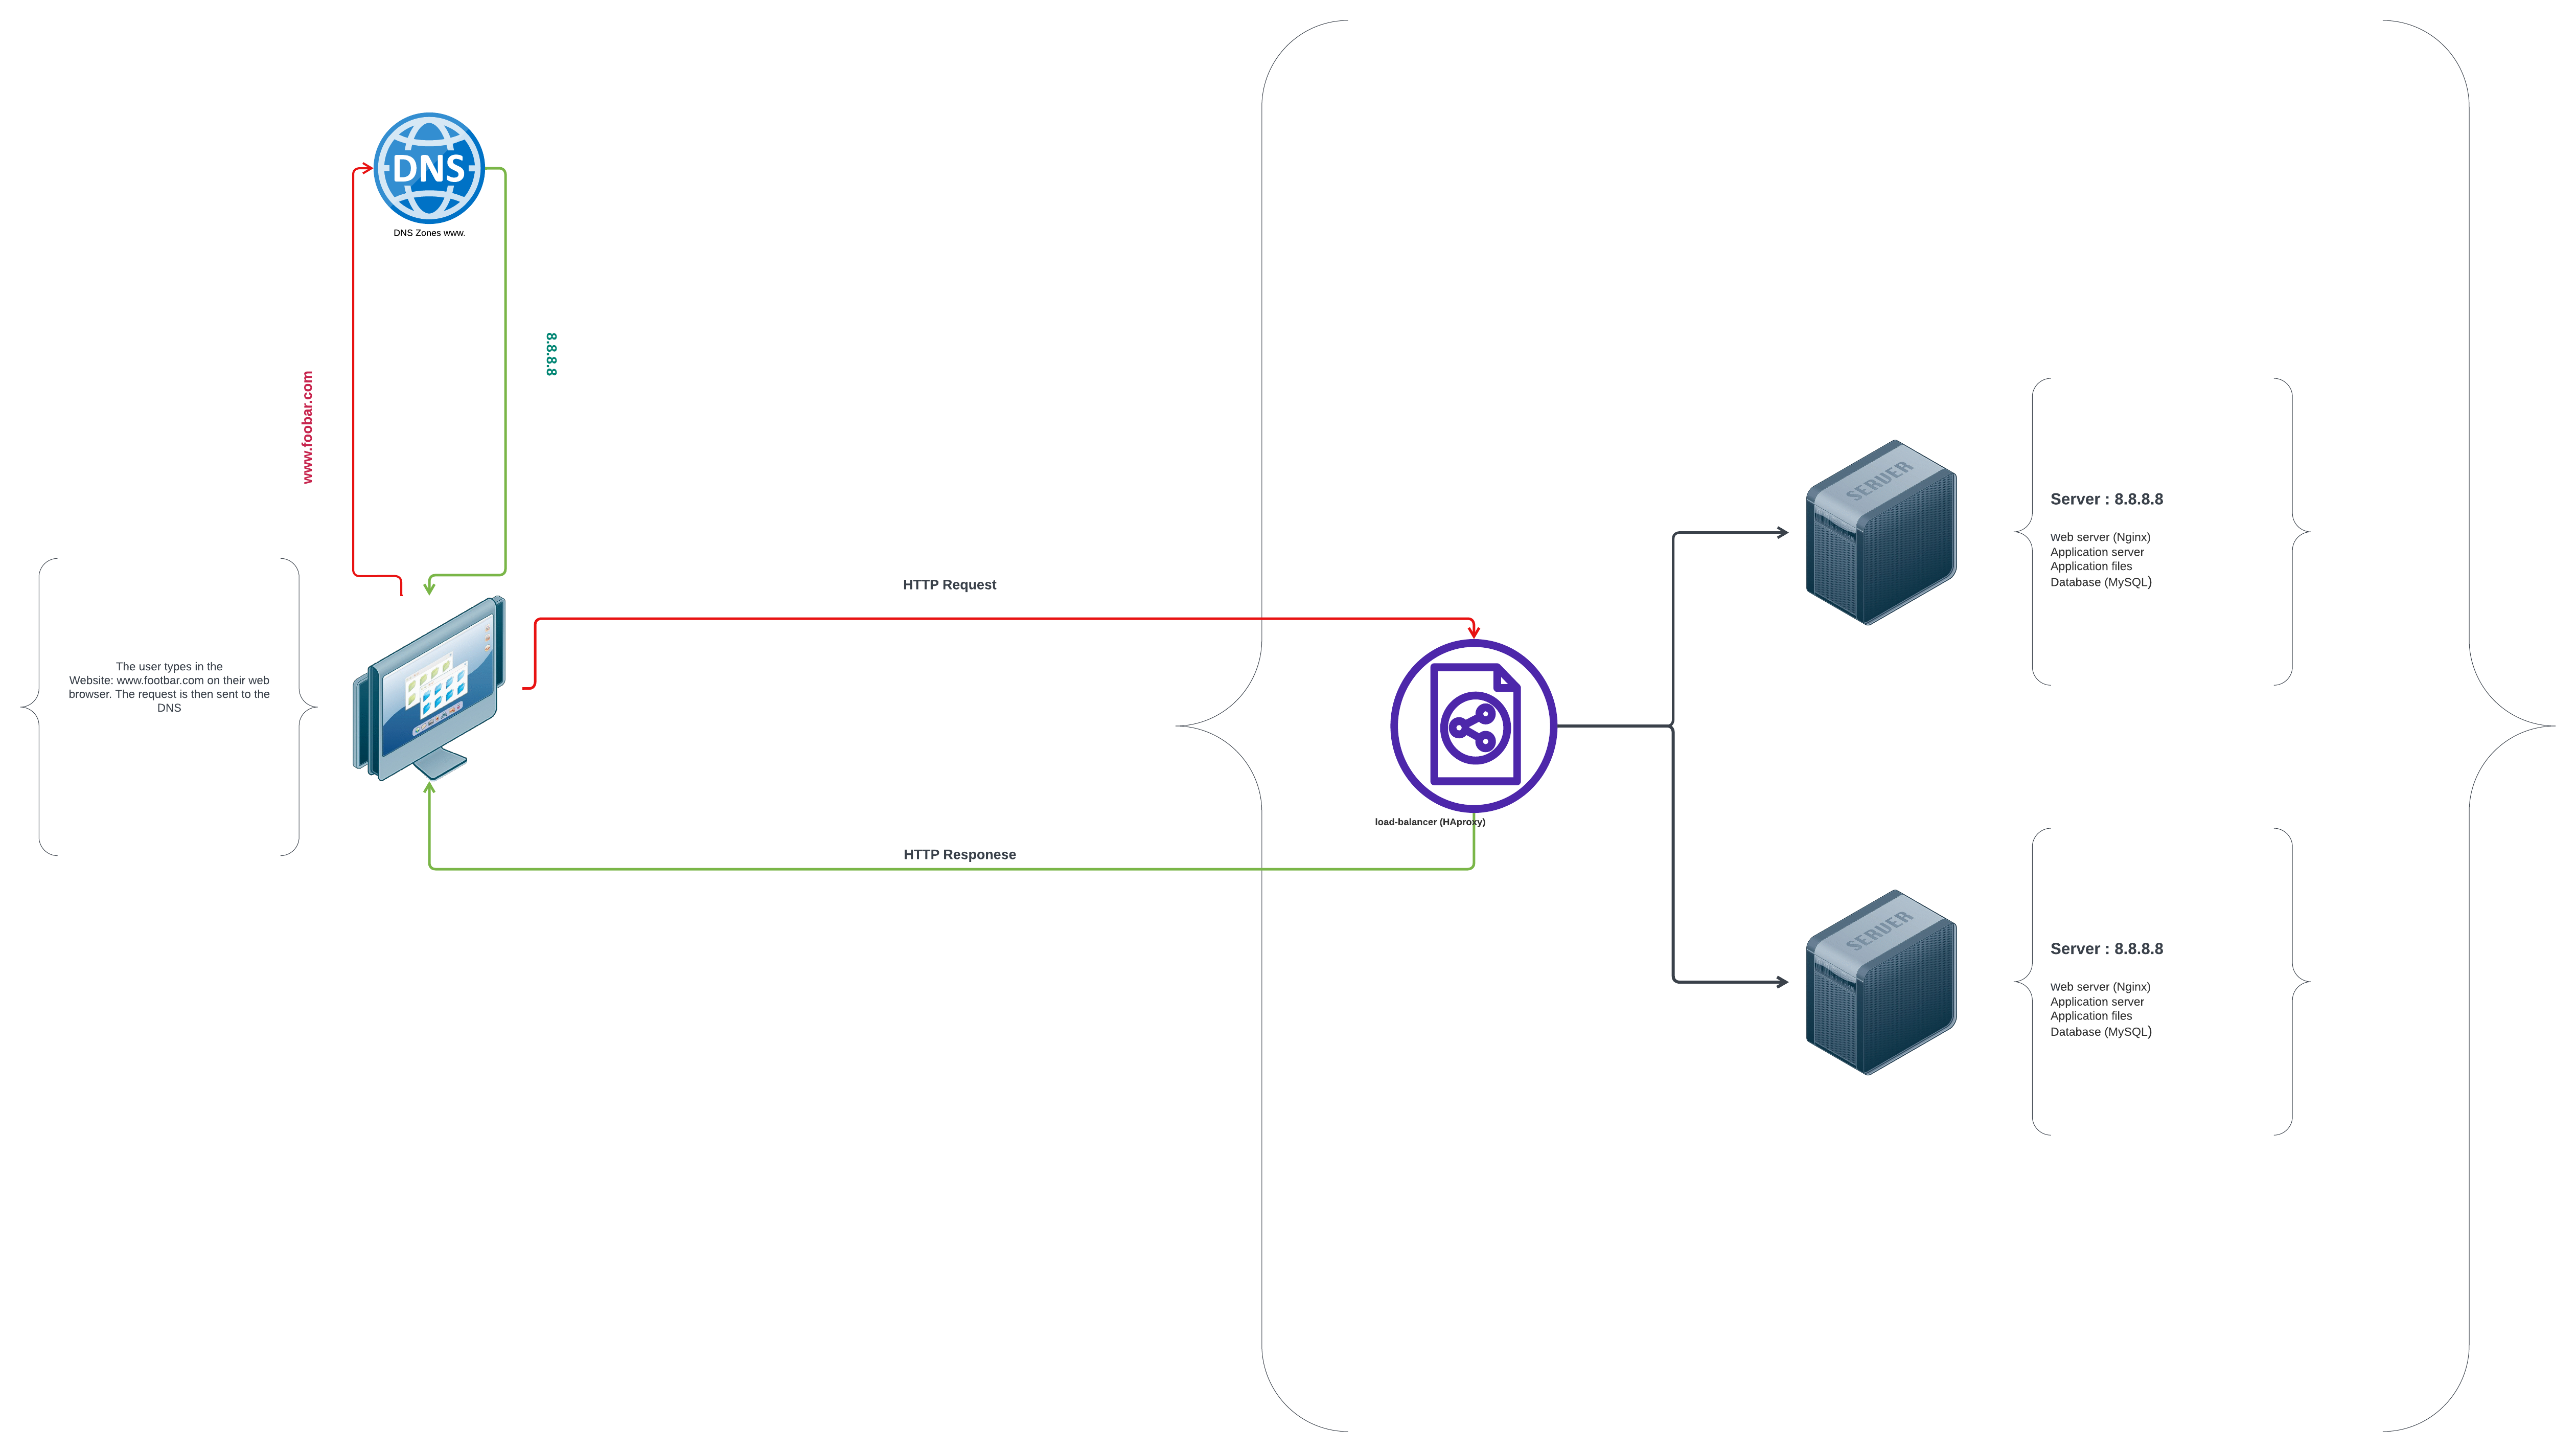 DNS
DNS Zones www.
8.8.8.8
www.foobar.com
The user types in the
Website: www.footbar.com on their web
browser. The request is then sent to the
DNS
HTTP Request
load-balancer (HAproxy)
HTTP Responese
SERUER
Server : 8.8.8.8
Web server (Nginx)
Application server
Application files
Database (MySQL)
SERUER
Server : 8.8.8.8
Web server (Nginx)
Application server
Application files
Database (MySQL)